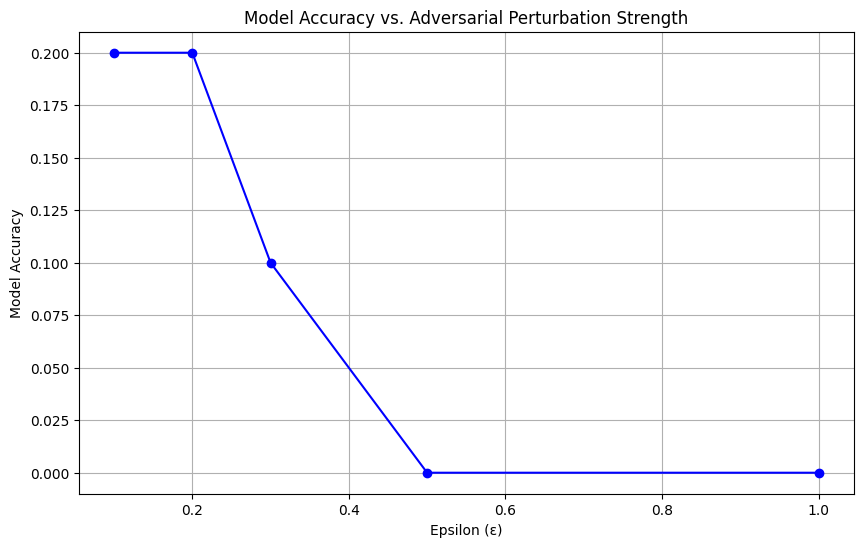 Model Accuracy vs. Adversarial Perturbation Strength
Model Accuracy
0.200
0.175
0.150
0.125
0.100
0.075
0.050
0.025
0.000
0.2 0.4 0.6 0.8 1.0
Epsilon (ε)